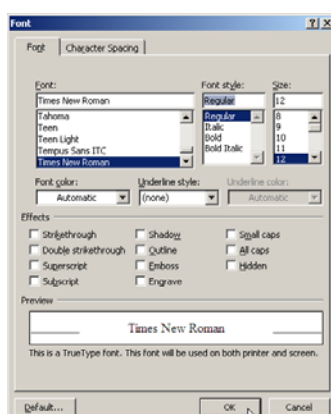 Font
Font Character Spacing
Font: Font style: Size:
Times New Roman Regular 12
Tahoma Regular 8
Teen Italic 9
Teen Light Bold 10
Tempus Sans ITC Bold Italic 11
Times New Roman 12
Font color: Underline style: Underline color:
Automatic (none) Automatic
Effects
Strikethrough Shadow Small caps
Double strikethrough Outline All caps
Superscript Emboss Hidden
Subscript Engrave
Preview
Times New Roman
This is a TrueType font. This font will be used on both printer and screen.
Default... OK Cancel